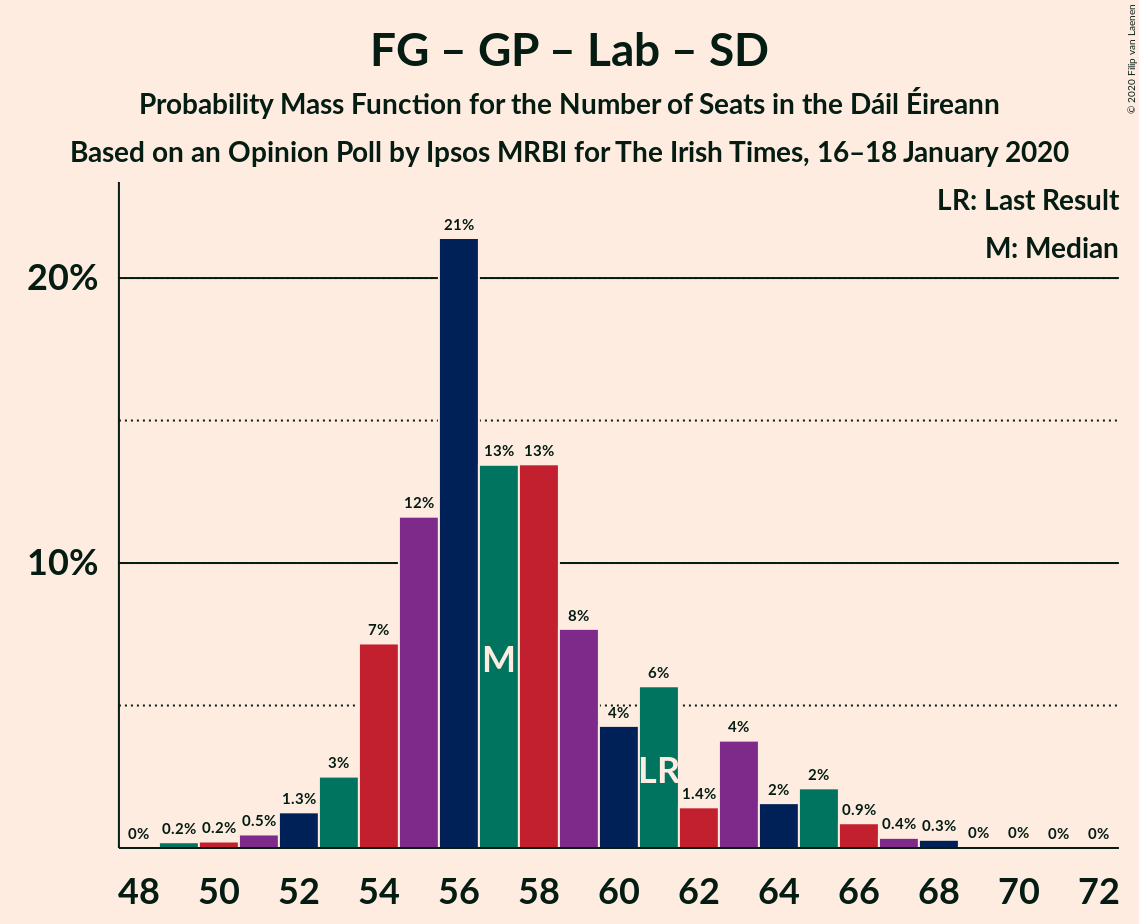 FG – GP – Lab – SD
Probability Mass Function for the Number of Seats in the Dáil Éireann
Based on an Opinion Poll by Ipsos MRBI for The Irish Times, 16–18 January 2020
© 2020 Filip van Laenen
LR: Last Result
M: Median
20%
10%
0% 0.2% 0.2% 0.5% 1.3% 3% 7% 12% 21% 13% 13% 8% 4% 6% 1.4% 4% 2% 2% 0.9% 0.4% 0.3% 0% 0% 0% 0%
M
LR
48 50 52 54 56 58 60 62 64 66 68 70 72